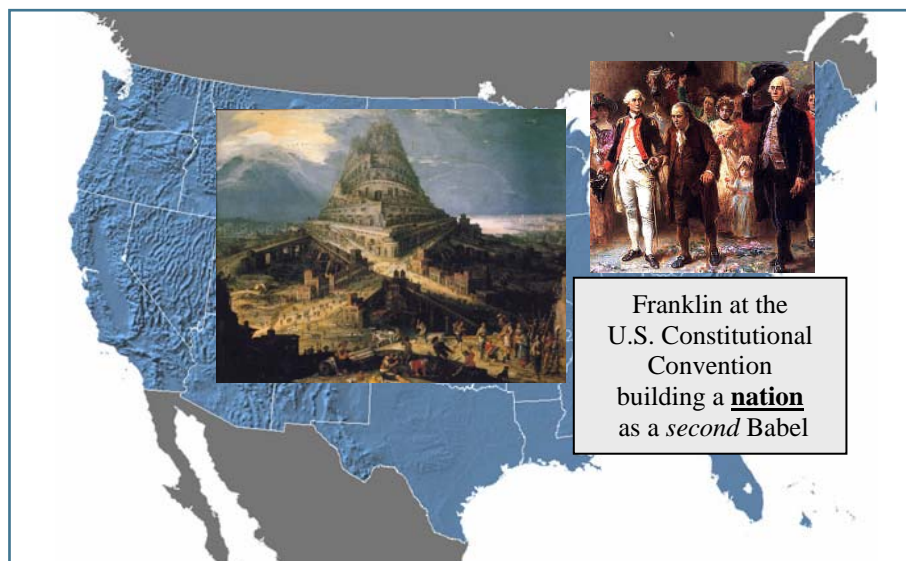 Franklin at the
U.S. Constitutional
Convention
building a nation
as a second Babel